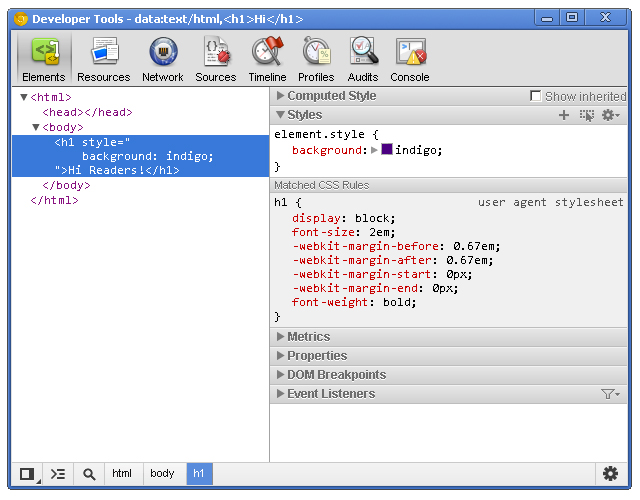 Developer Tools - data:text/html,<h1>Hi</h1>
Elements Resources Network Sources Timeline Profiles Audits Console
<html>
<head></head>
<body>
<h1 style="
background: indigo;
">Hi Readers!</h1>
</body>
</html>
Computed Style Show inherited
Styles
element.style {
background: indigo;
}
Matched CSS Rules
h1 { user agent stylesheet
display: block;
font-size: 2em;
-webkit-margin-before: 0.67em;
-webkit-margin-after: 0.67em;
-webkit-margin-start: 0px;
-webkit-margin-end: 0px;
font-weight: bold;
}
Metrics
Properties
DOM Breakpoints
Event Listeners
html body h1